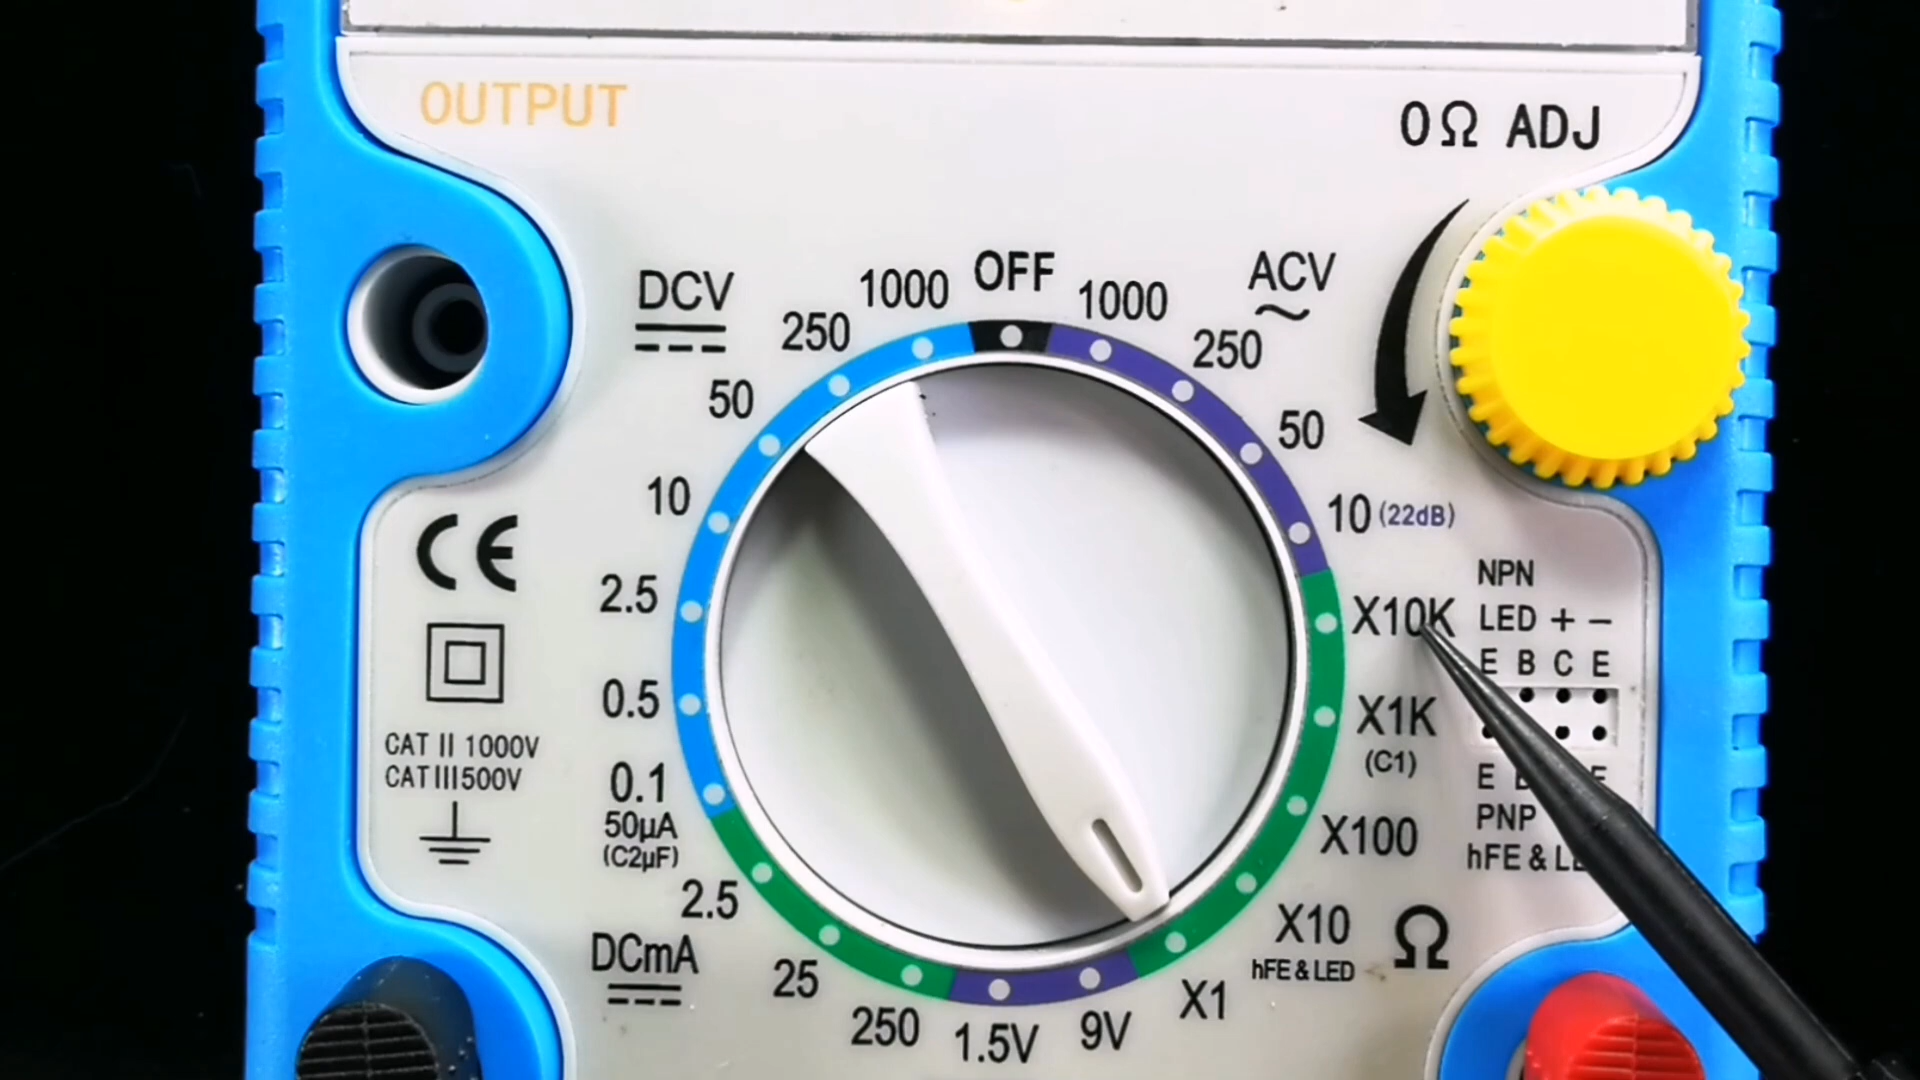 OUTPUT
0Ω ADJ
DCV
1000
OFF
1000
ACV
250
250
50
50
10
10 (22dB)
CE
NPN
2.5
X10K
LED + −
E B C E
0.5
X1K
(C1)
CAT II 1000V
CAT III 500V
0.1
50µA
(C2µF)
X100
PNP
hFE &
2.5
X10
hFE & LED
Ω
DCmA
25
250
1.5V
9V
X1